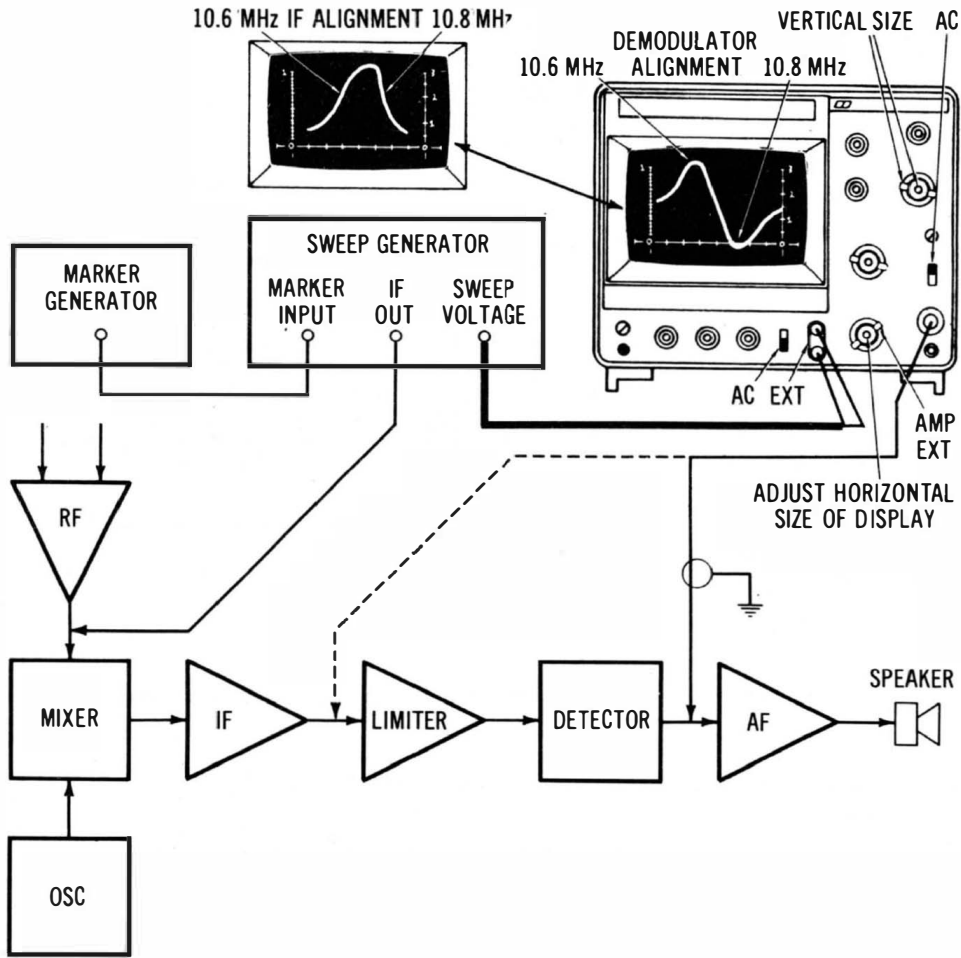 10.6 MHz IF ALIGNMENT 10.8 MHz
VERTICAL SIZE AC
DEMODULATOR
10.6 MHz ALIGNMENT 10.8 MHz
SWEEP GENERATOR
MARKER
GENERATOR
MARKER
INPUT
IF
OUT
SWEEP
VOLTAGE
AC EXT
AMP
EXT
ADJUST HORIZONTAL
SIZE OF DISPLAY
RF
MIXER
IF
LIMITER
DETECTOR
AF
SPEAKER
OSC